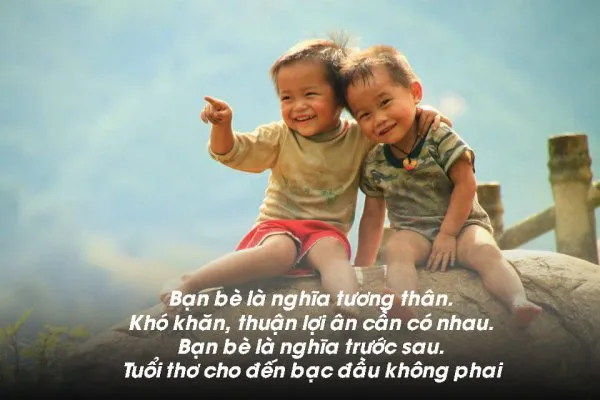 Bạn bè là nghĩa tương thân.
Khó khăn, thuận lợi ân cần có nhau.
Bạn bè là nghĩa trước sau.
Tuổi thơ cho đến bạc đầu không phai